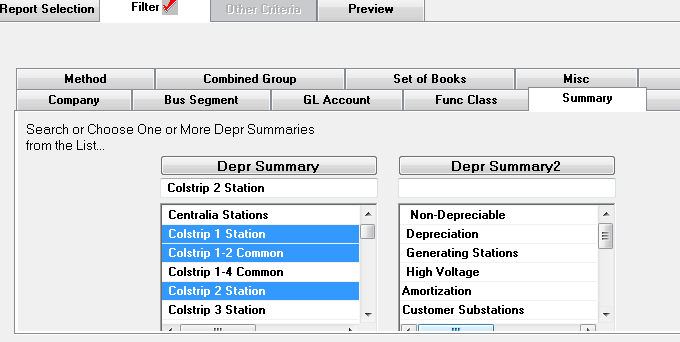 Report Selection Filter Other Criteria Preview
Method Combined Group Set of Books Misc
Company Bus Segment GL Account Func Class Summary
Search or Choose One or More Depr Summaries
from the List...
Depr Summary Depr Summary2
Colstrip 2 Station
Centralia Stations Non-Depreciable
Colstrip 1 Station Depreciation
Colstrip 1-2 Common Generating Stations
Colstrip 1-4 Common High Voltage
Colstrip 2 Station Amortization
Colstrip 3 Station Customer Substations